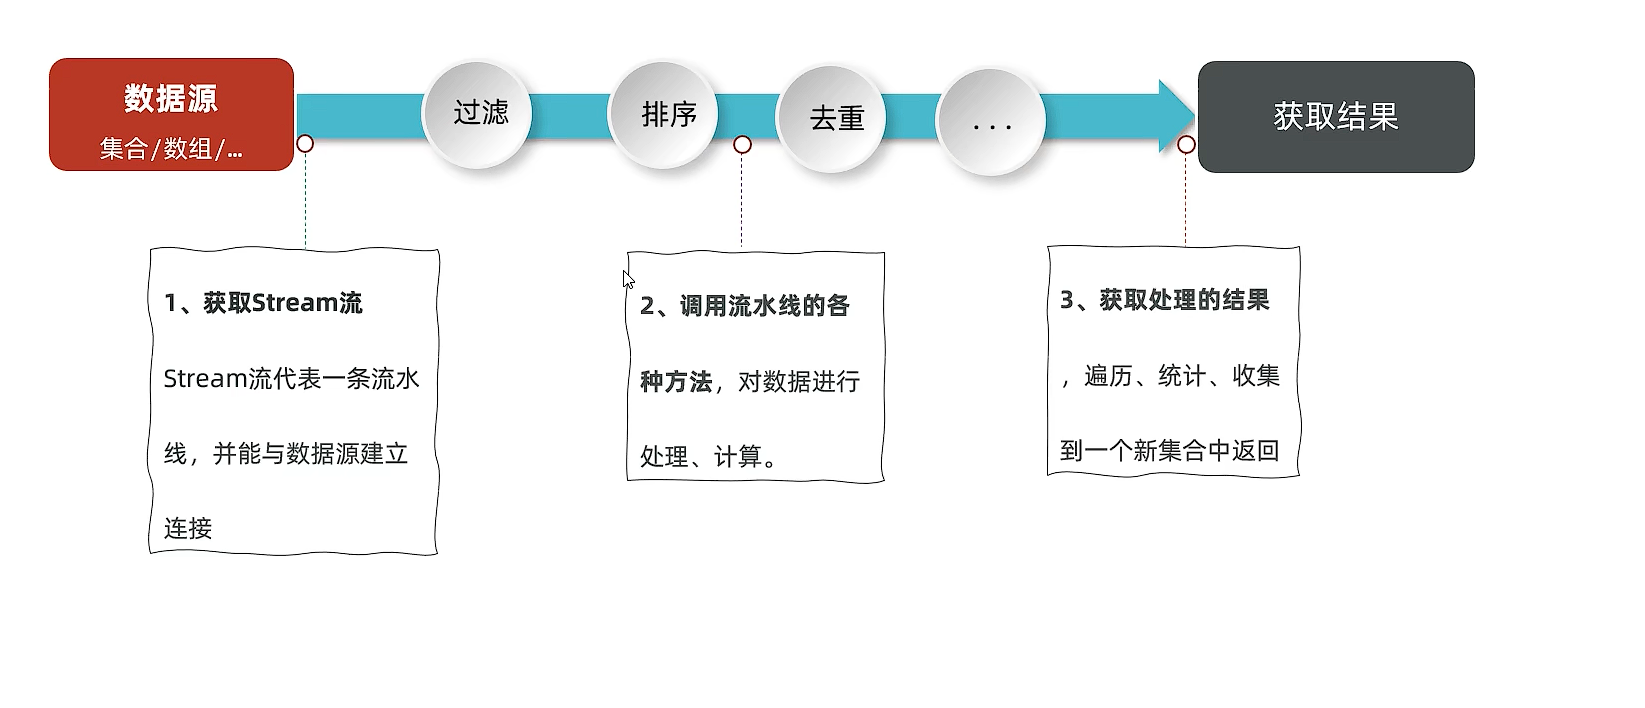 数据源
集合/数组/...
过滤
排序
去重
...
获取结果
1、获取Stream流
Stream流代表一条流水
线，并能与数据源建立
连接
2、调用流水线的各
种方法，对数据进行
处理、计算。
3、获取处理的结果
，遍历、统计、收集
到一个新集合中返回